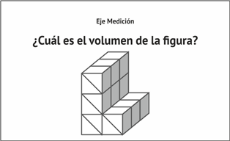 Eje Medición
¿Cuál es el volumen de la figura?